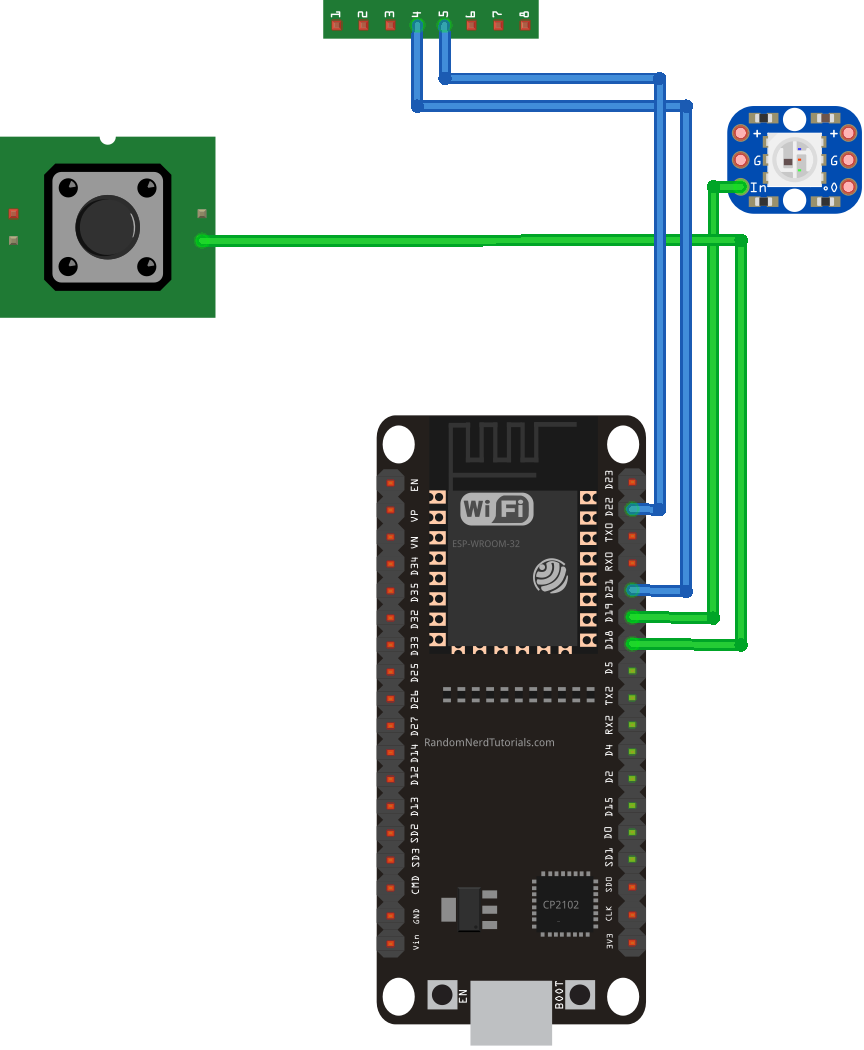 1 2 3 4 5 6 7 8
+ +
G G
In O
EN
VP
VN
D34
D35
D32
D33
D25
D26
D27
D14
D12
D13
SD2
SD3
CMD
GND
Vin
WiFi
ESP-WROOM-32
RandomNerdTutorials.com
CP2102
D23
D22
TX0
RX0
D21
D19
D18
D5
TX2
RX2
D4
D2
D15
D0
SD1
SD0
CLK
3V3
EN
BOOT